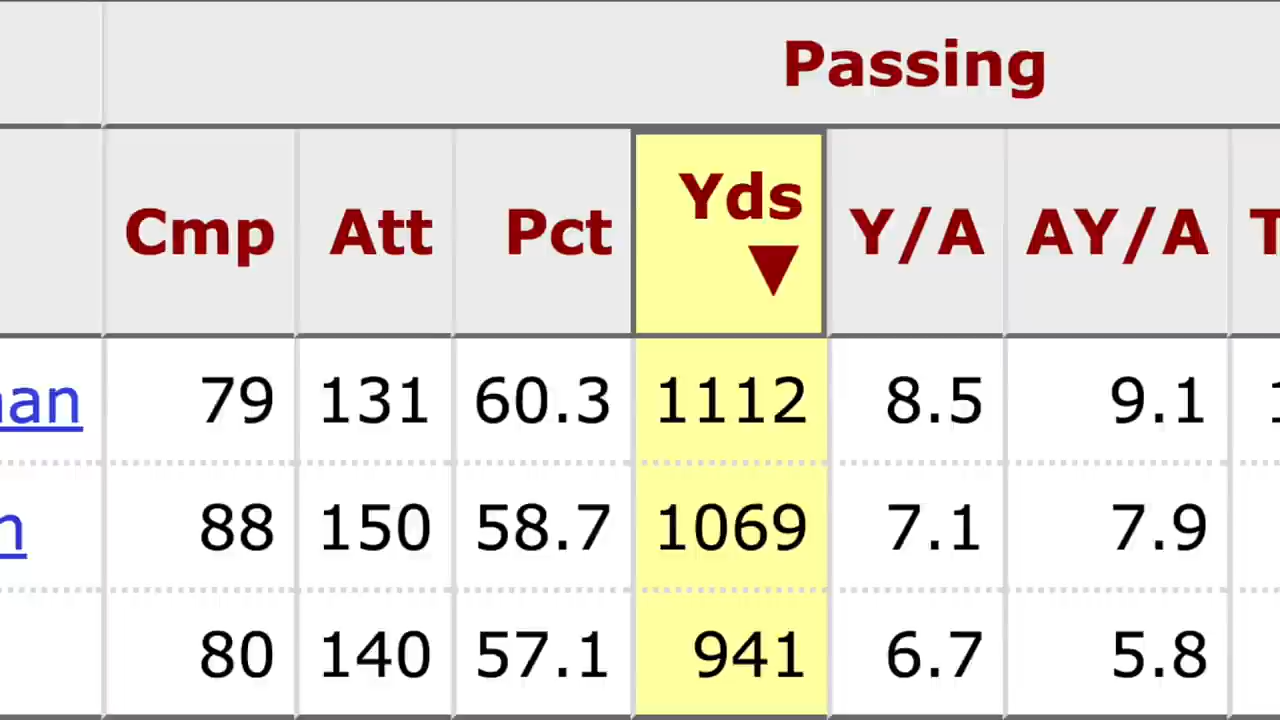 Passing
Cmp Att Pct Yds ▼ Y/A AY/A T
an 79 131 60.3 1112 8.5 9.1
n 88 150 58.7 1069 7.1 7.9
80 140 57.1 941 6.7 5.8